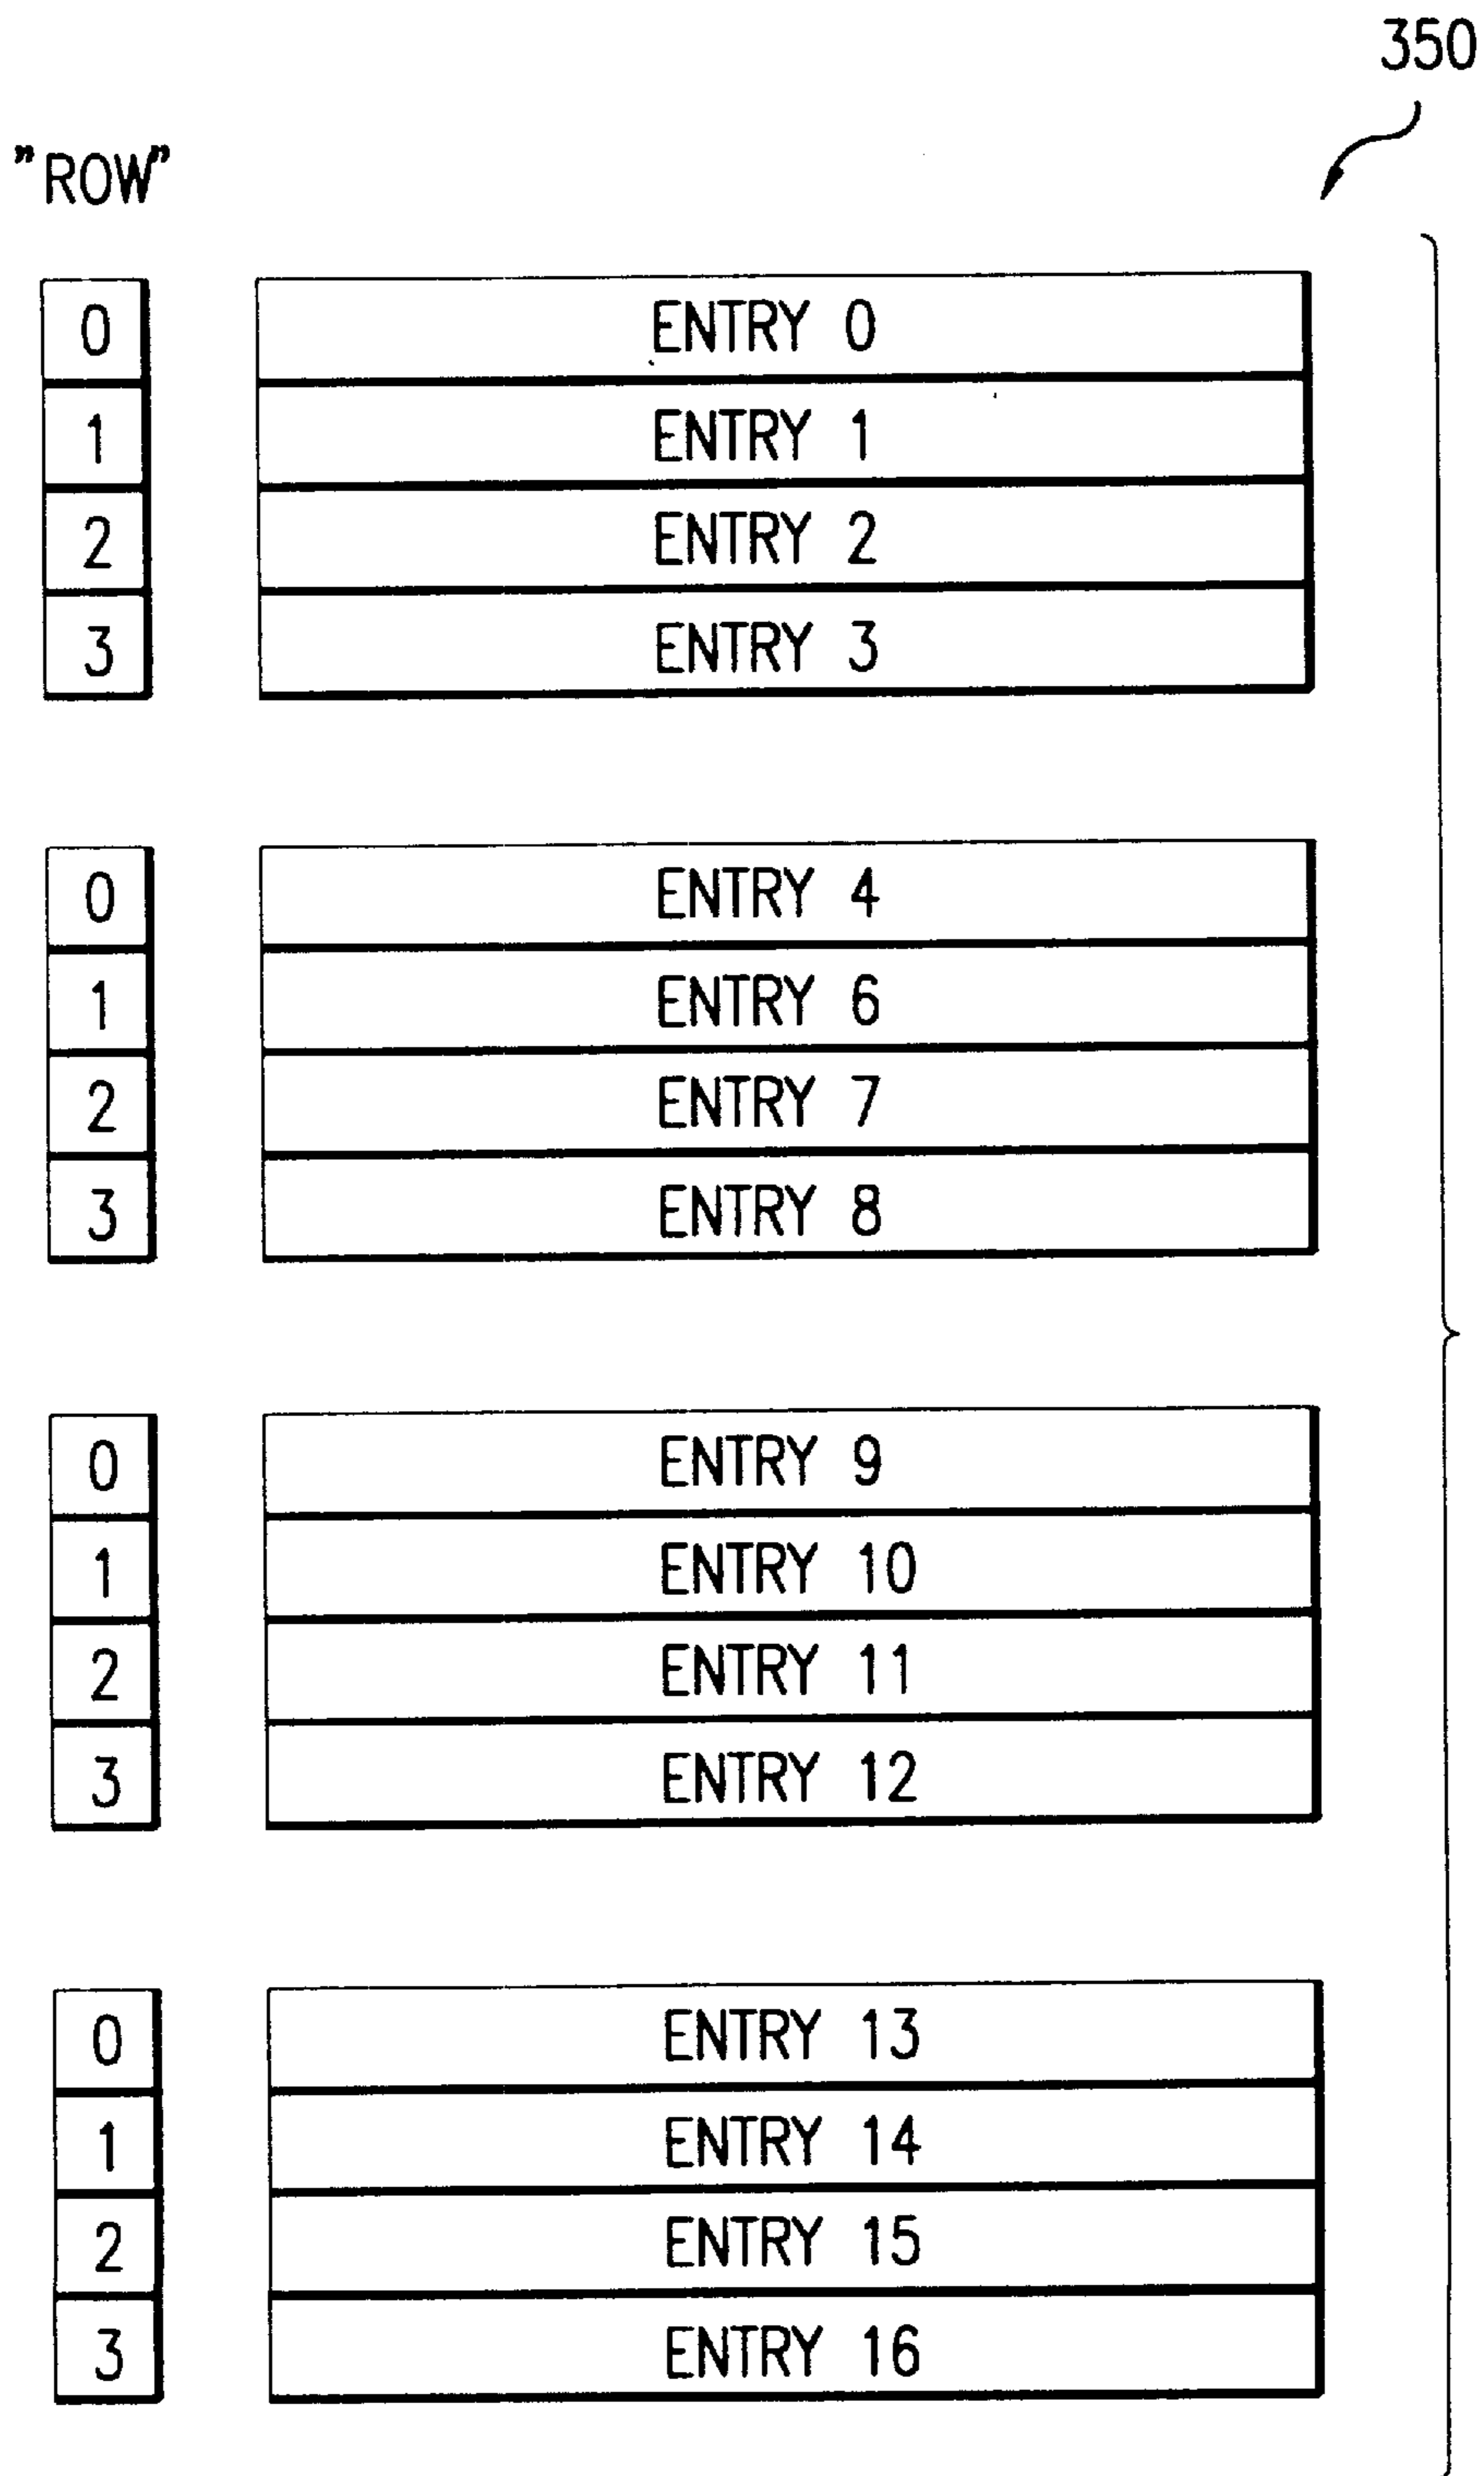 350
"ROW"
0 ENTRY 0
1 ENTRY 1
2 ENTRY 2
3 ENTRY 3
0 ENTRY 4
1 ENTRY 6
2 ENTRY 7
3 ENTRY 8
0 ENTRY 9
1 ENTRY 10
2 ENTRY 11
3 ENTRY 12
0 ENTRY 13
1 ENTRY 14
2 ENTRY 15
3 ENTRY 16